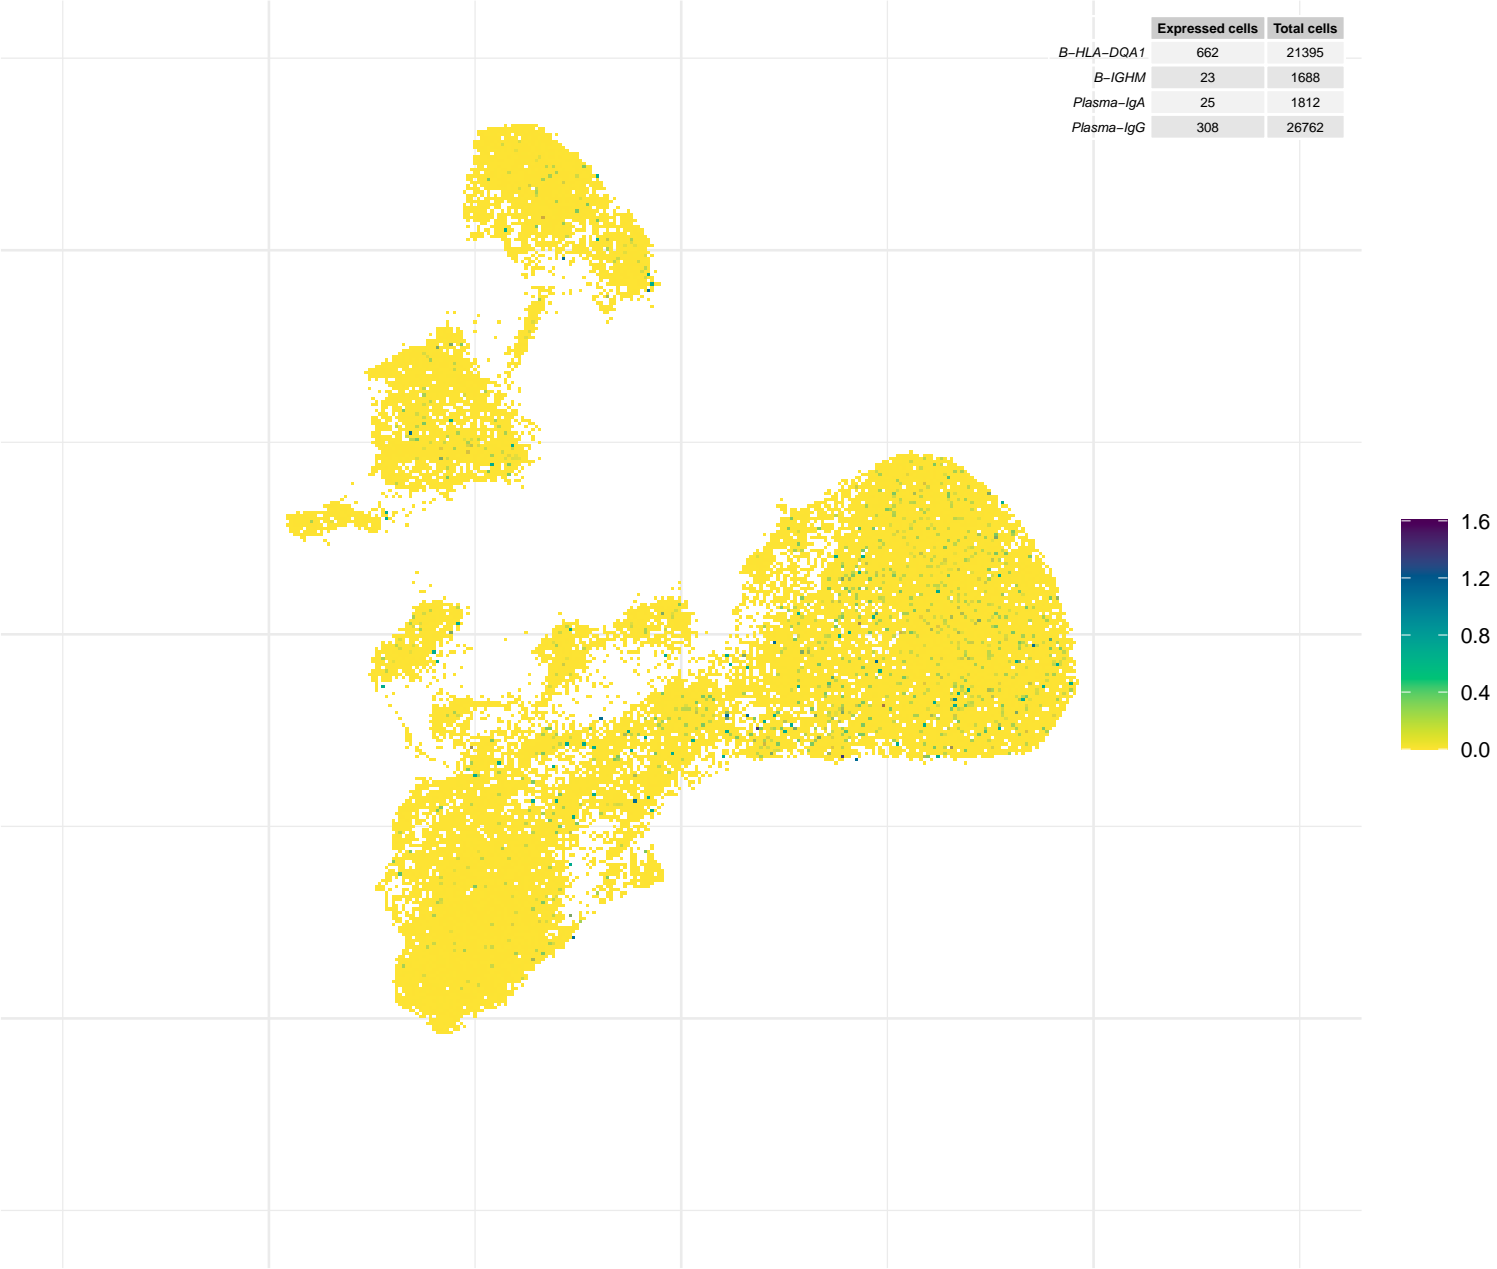 Expressed cells Total cells
B−HLA−DQA1 662 21395
B−IGHM 23 1688
Plasma−IgA 25 1812
Plasma−IgG 308 26762
1.6
1.2
0.8
0.4
0.0